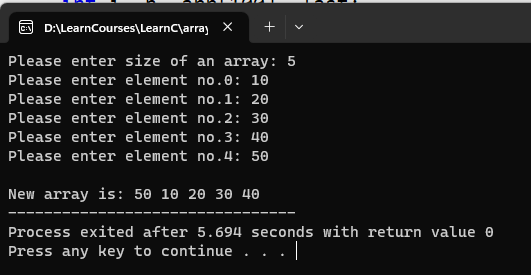 D:\LearnCourses\LearnC\array
Please enter size of an array: 5
Please enter element no.0: 10
Please enter element no.1: 20
Please enter element no.2: 30
Please enter element no.3: 40
Please enter element no.4: 50
New array is: 50 10 20 30 40
--------------------------------
Process exited after 5.694 seconds with return value 0
Press any key to continue . . .